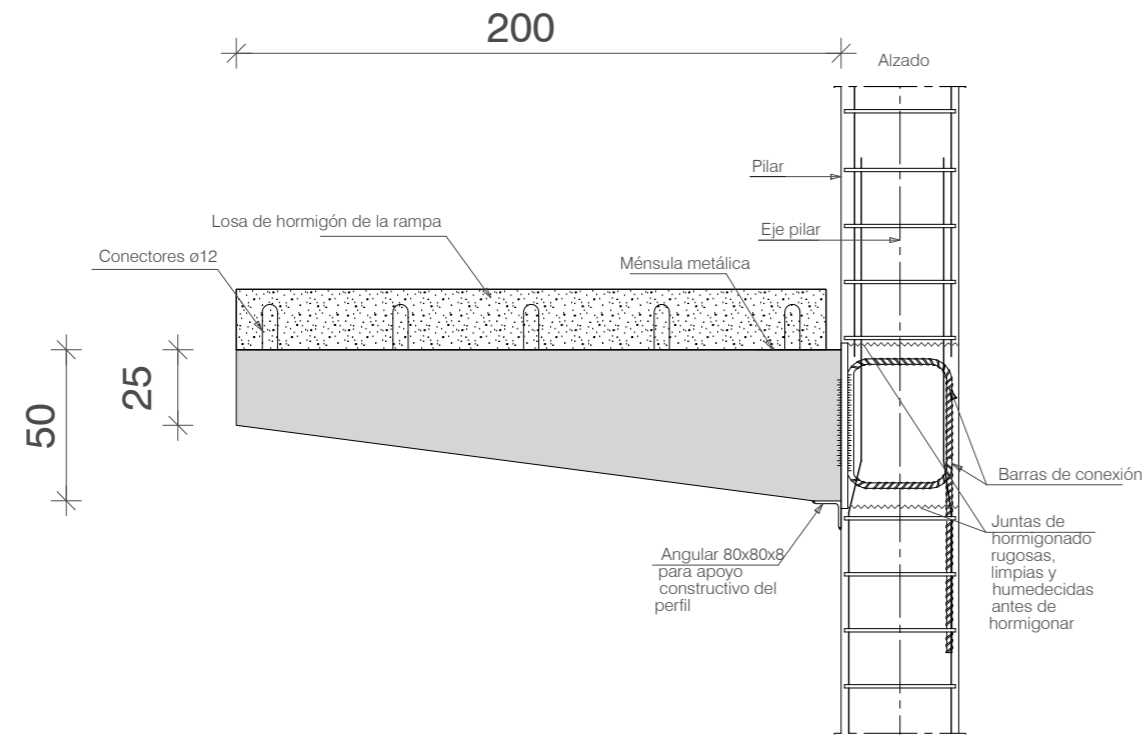 200
Alzado
Pilar
Losa de hormigón de la rampa
Eje pilar
Conectores ø12
Ménsula metálica
25
50
Barras de conexión
Juntas de
hormigonado
rugosas,
limpias y
humedecidas
antes de
hormigonar
Angular 80x80x8
para apoyo
constructivo del
perfil